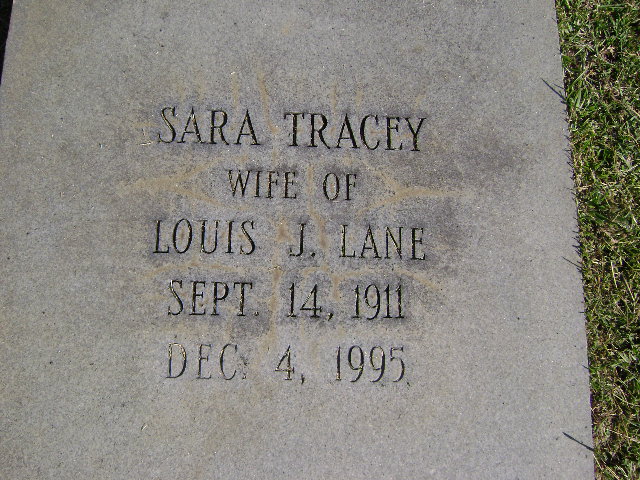 SARA TRACEY
WIFE OF
LOUIS J. LANE
SEPT. 14, 1911
DEC. 4, 1995